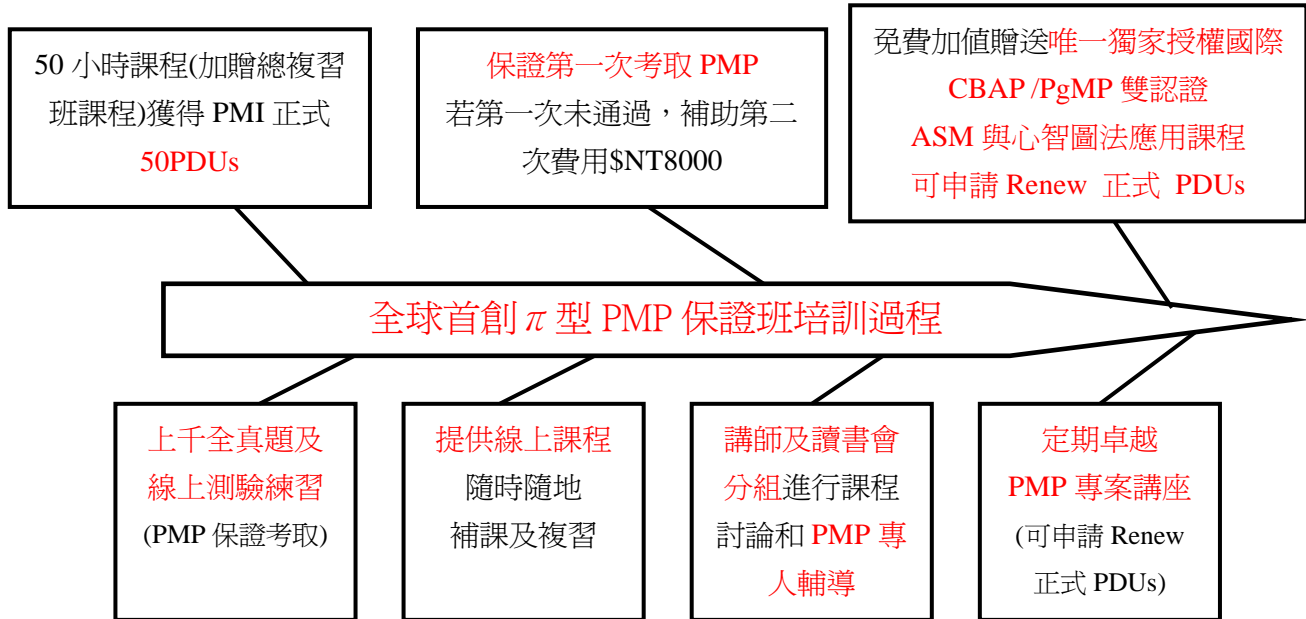 50 小時課程(加贈總複習
班課程)獲得 PMI 正式
50PDUs
保證第一次考取 PMP
若第一次未通過，補助第二
次費用$NT8000
免費加值贈送唯一獨家授權國際
CBAP /PgMP 雙認證
ASM 與心智圖法應用課程
可申請 Renew 正式 PDUs
全球首創π型 PMP 保證班培訓過程
上千全真題及
線上測驗練習
(PMP 保證考取)
提供線上課程
隨時隨地
補課及複習
講師及讀書會
分組進行課程
討論和 PMP 專
人輔導
定期卓越
PMP 專案講座
(可申請 Renew
正式 PDUs)